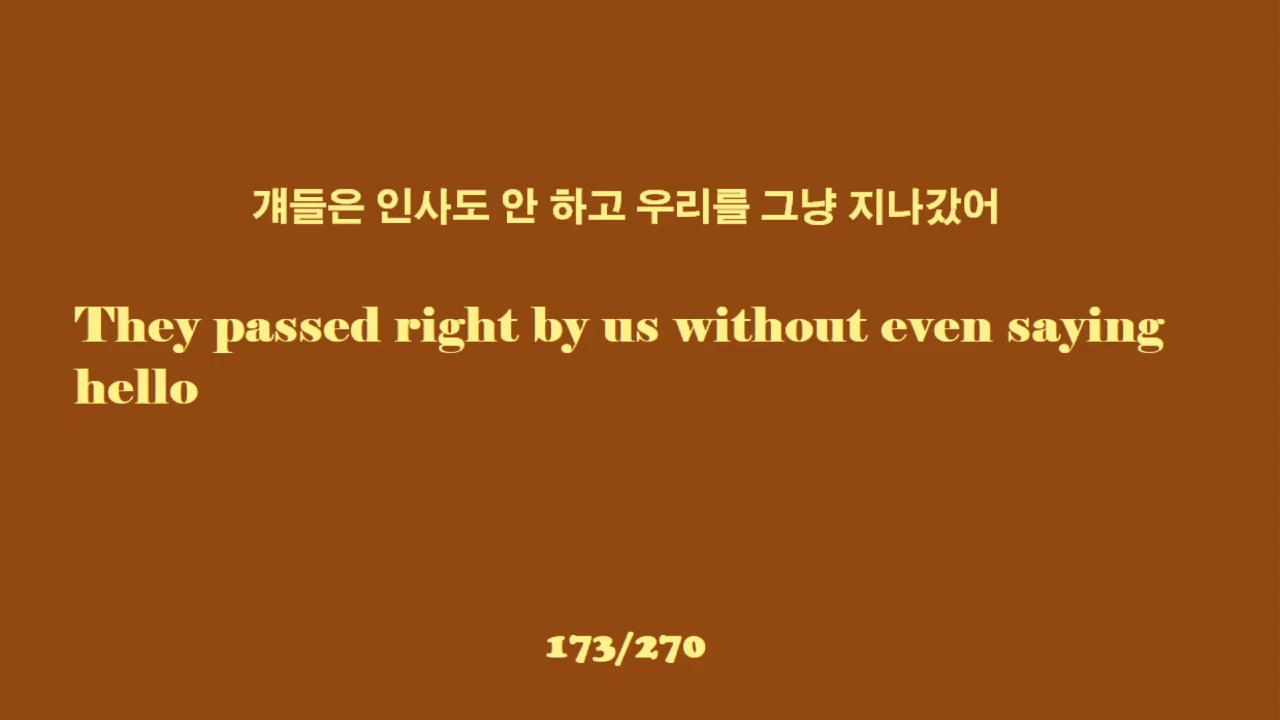 걔들은 인사도 안 하고 우리를 그냥 지나갔어
They passed right by us without even saying
hello
173/270